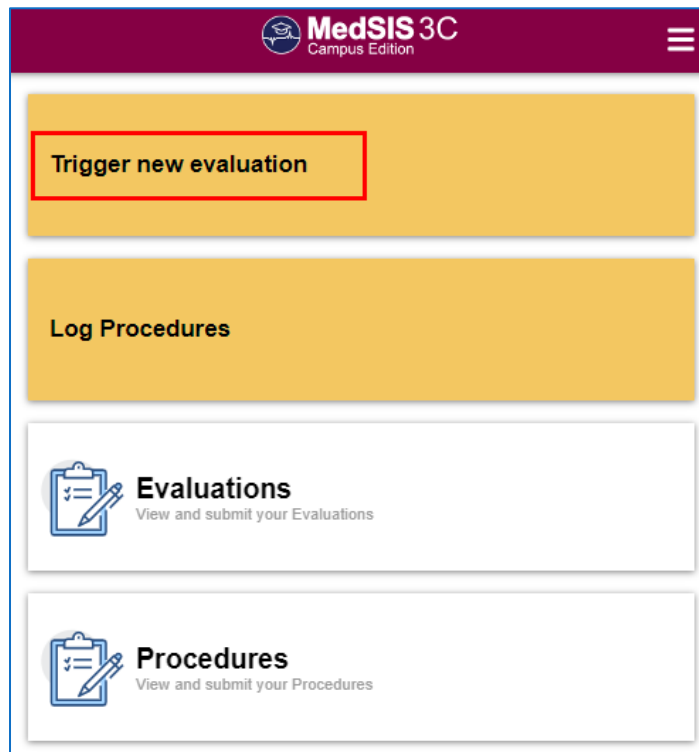 MedSIS 3C
Campus Edition
Trigger new evaluation
Log Procedures
Evaluations
View and submit your Evaluations
Procedures
View and submit your Procedures